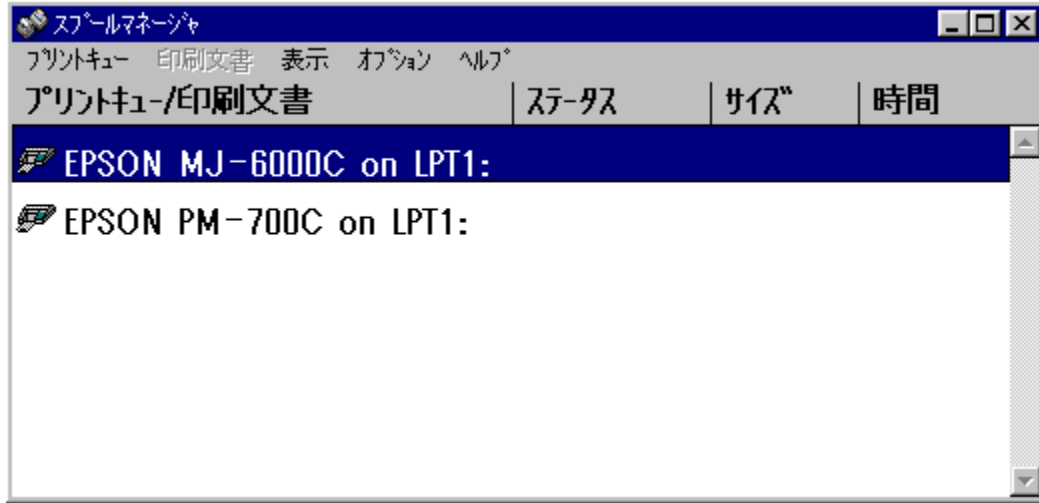 スプールマネージャ
プリントキュー 印刷文書 表示 オプション ヘルプ
プリントキュー/印刷文書 ステータス サイズ 時間
EPSON MJ-6000C on LPT1:
EPSON PM-700C on LPT1: